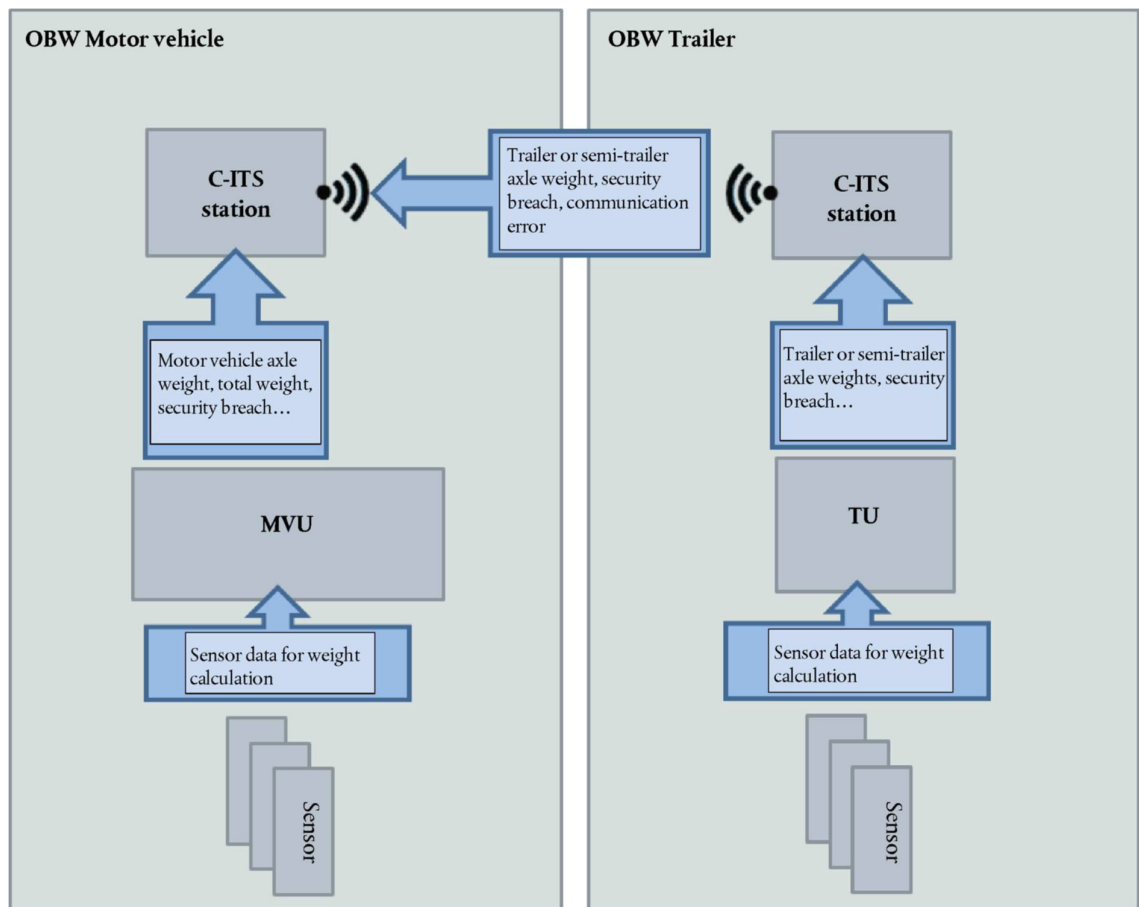 OBW Motor vehicle
C-ITS
station
Motor vehicle axle
weight, total weight,
security breach…
MVU
Sensor data for weight
calculation
Sensor
Trailer or semi-trailer
axle weight, security
breach, communication
error
OBW Trailer
C-ITS
station
Trailer or semi-trailer
axle weights, security
breach…
TU
Sensor data for weight
calculation
Sensor